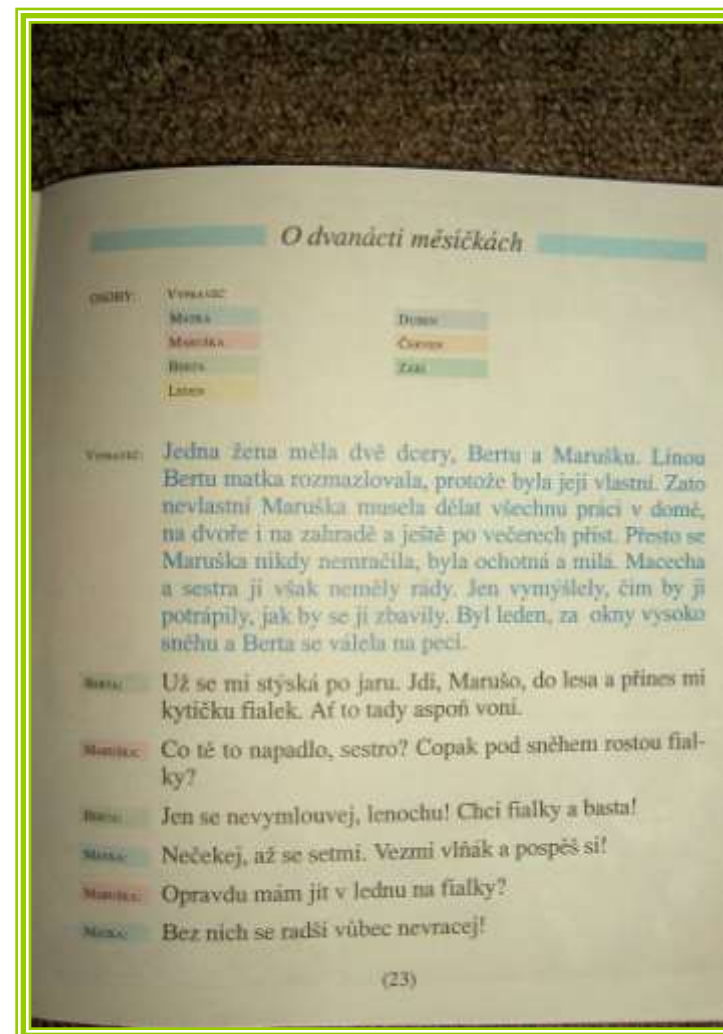 O dvanácti měsíčkách
OSOBY: VYPRAVĚČ
MATKA DUBEN
MARUŠKA ČERVEN
BERTA ZÁŘÍ
LEDEN
VYPRAVĚČ: Jedna žena měla dvě dcery, Bertu a Marušku. Línou
Bertu matka rozmazlovala, protože byla její vlastní. Zato
nevlastní Maruška musela dělat všechnu práci v domě,
na dvoře i na zahradě a ještě po večerech příst. Přesto se
Maruška nikdy nemračila, byla ochotná a milá. Macecha
a sestra ji však neměly rády. Jen vymýšlely, čím by ji
potrápily, jak by se jí zbavily. Byl leden, za okny vysoko
sněhu a Berta se válela na peci.
BERTA: Už se mi stýská po jaru. Jdi, Marušo, do lesa a přines mi
kytičku fialek. Ať to tady aspoň voní.
MARUŠKA: Co tě to napadlo, sestro? Copak pod sněhem rostou fial-
ky?
BERTA: Jen se nevymlouvej, lenochu! Chci fialky a basta!
MATKA: Nečekej, až se setmí. Vezmi vlňák a pospěš si!
MARUŠKA: Opravdu mám jít v lednu na fialky?
MATKA: Bez nich se radši vůbec nevracej!
(23)